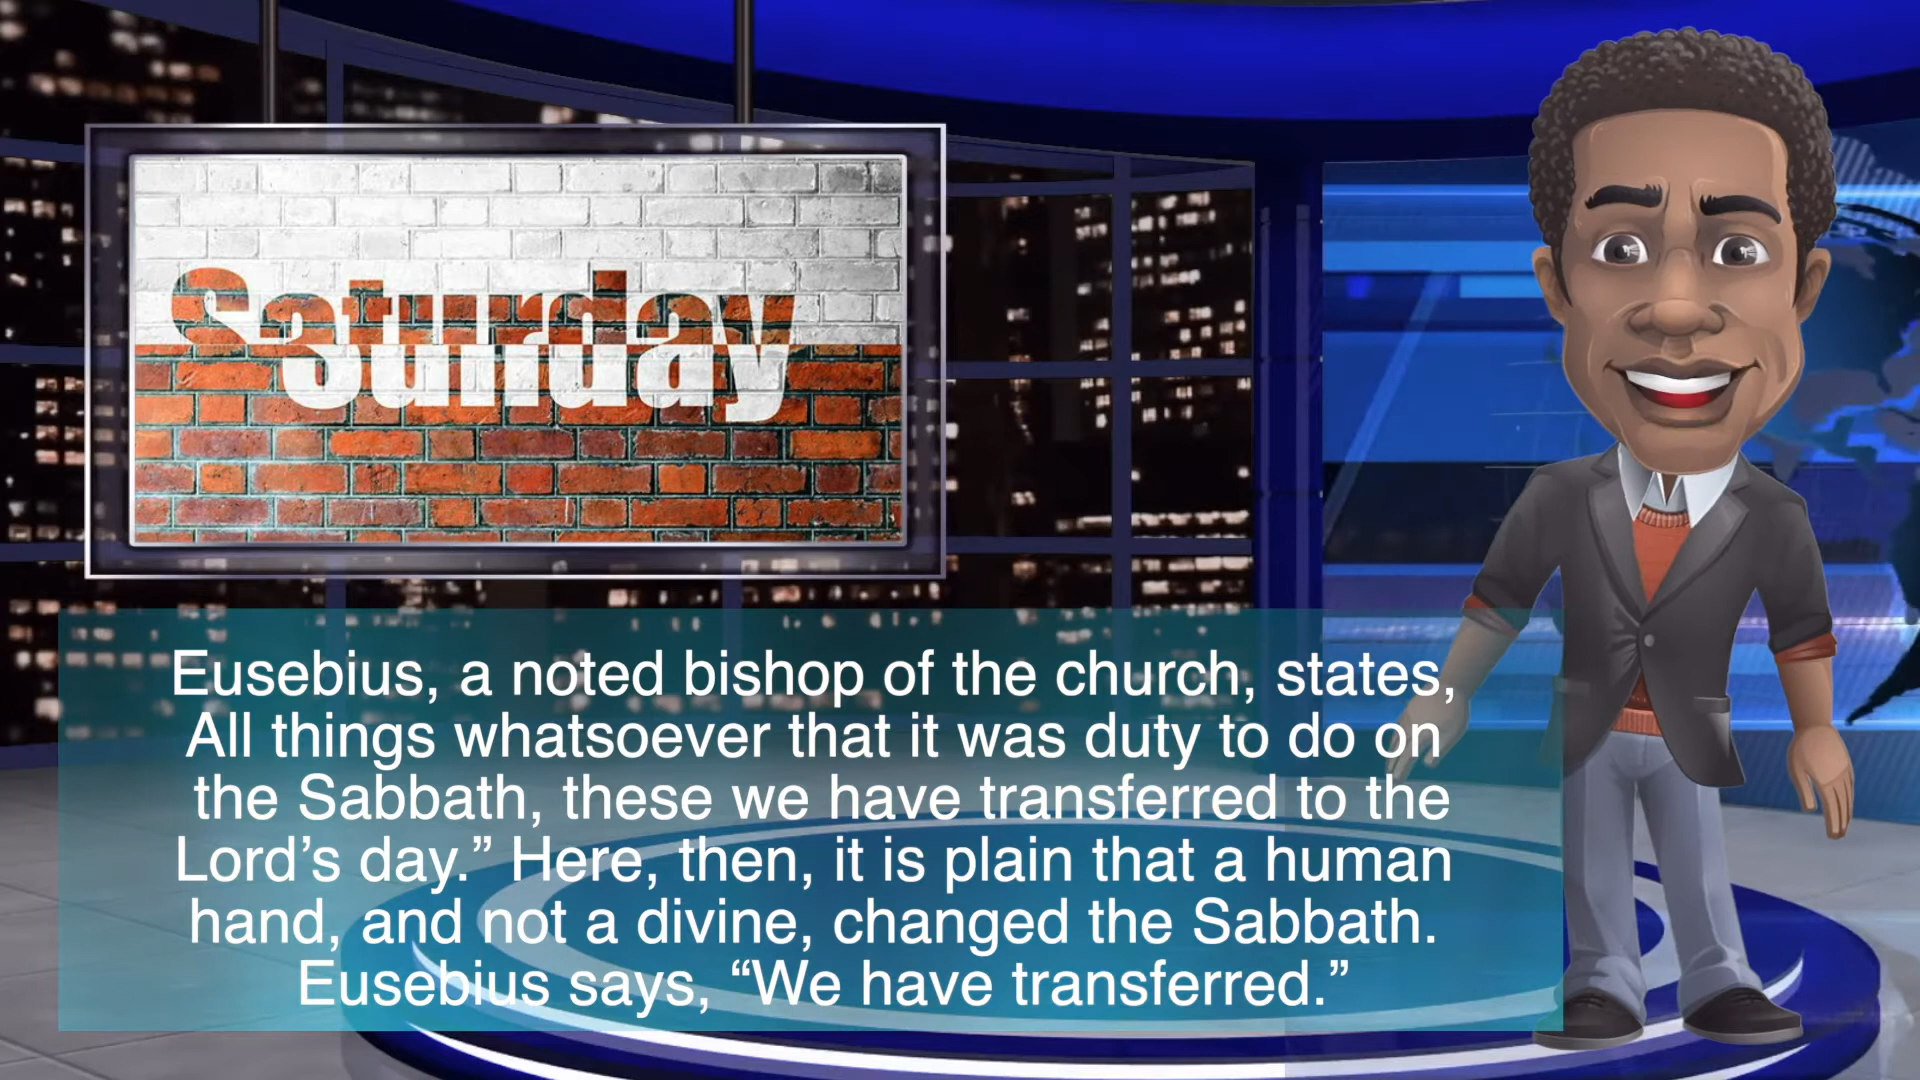 Saturday
Sunday
Eusebius, a noted bishop of the church, states,
All things whatsoever that it was duty to do on
the Sabbath, these we have transferred to the
Lord’s day.” Here, then, it is plain that a human
hand, and not a divine, changed the Sabbath.
Eusebius says, “We have transferred.”